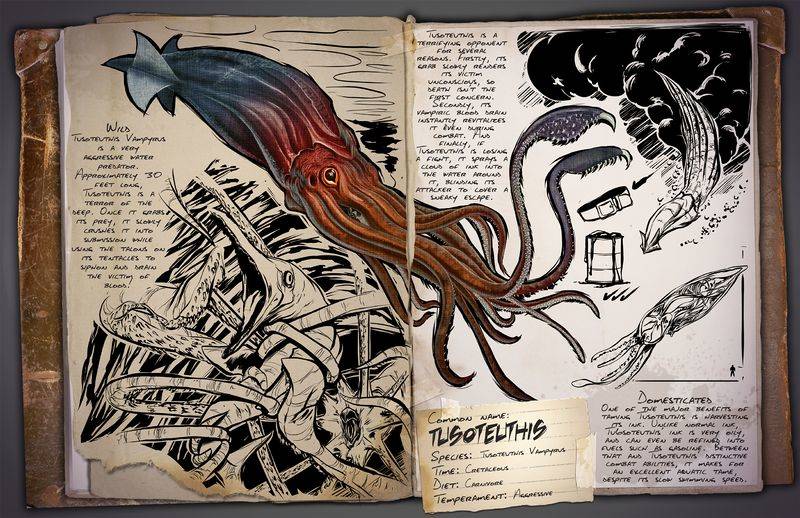 Wild
Tusoteuthis Vampyrus
is a very
aggressive water
predator.
Approximately 30
feet long,
Tusoteuthis is a
terror of the
deep. Once it grabs
its prey, it slowly
crushes it into
submission while
using the talons on
its tentacles to
siphon and drain
the victim of
blood!
Tusoteuthis is a
terrifying opponent
for several
reasons. Firstly, its
grab slowly renders
its victim
unconscious, so
death isn't the
first concern.
Secondly, its
vampiric blood drain
instantly revitalizes
it even during
combat. And
finally, if
Tusoteuthis is losing
a fight, it sprays a
cloud of ink into
the water around
it, blinding its
attacker to cover a
sneaky escape.
Common name:
Tusoteuthis
Species: Tusoteuthis Vampyrus
Time: Cretaceous
Diet: Carnivore
Temperament: Aggressive
Domesticated
One of the major benefits of
taming Tusoteuthis is harvesting
its ink. Unlike normal ink,
Tusoteuthis' ink is very oily,
and can even be refined into
fuels such as gasoline. Between
that and Tusoteuthis distinctive
combat abilities, it makes for
an excellent aquatic tame,
despite its slow swimming speed.